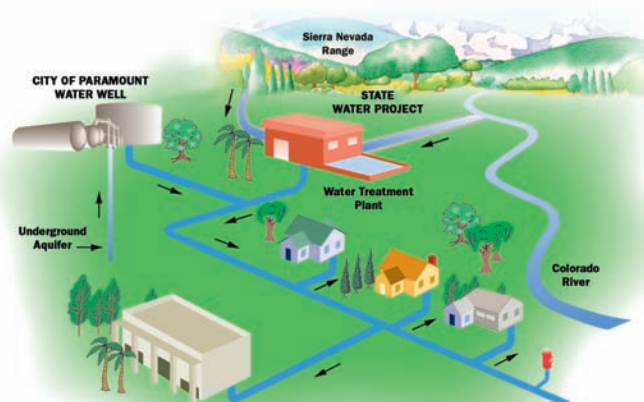 Sierra Nevada
Range
CITY OF PARAMOUNT
WATER WELL
STATE
WATER PROJECT
Water Treatment
Plant
Underground
Aquifer
Colorado
River